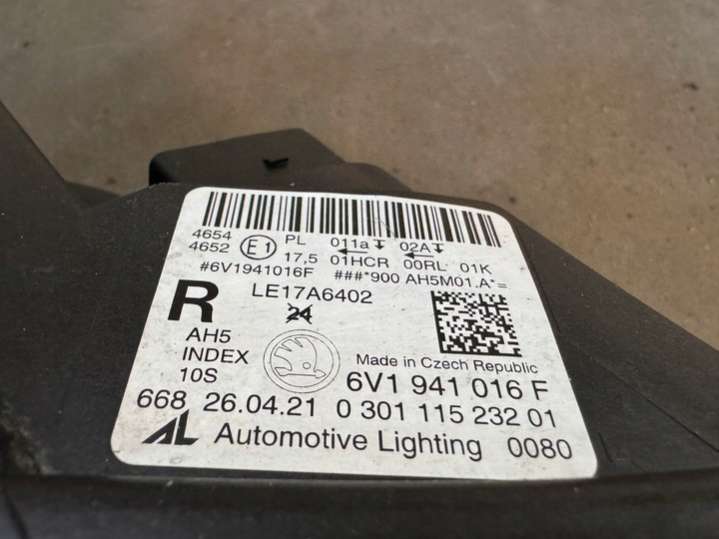 4654 E1 PL 011a 02A
4652 17,5 01HCR 00RL 01K
#6V1941016F ###*900 AH5M01.A*=
R LE17A6402
24
AH5
INDEX
10S
Made in Czech Republic
6V1 941 016 F
668 26.04.21 0 301 115 232 01
AL Automotive Lighting 0080